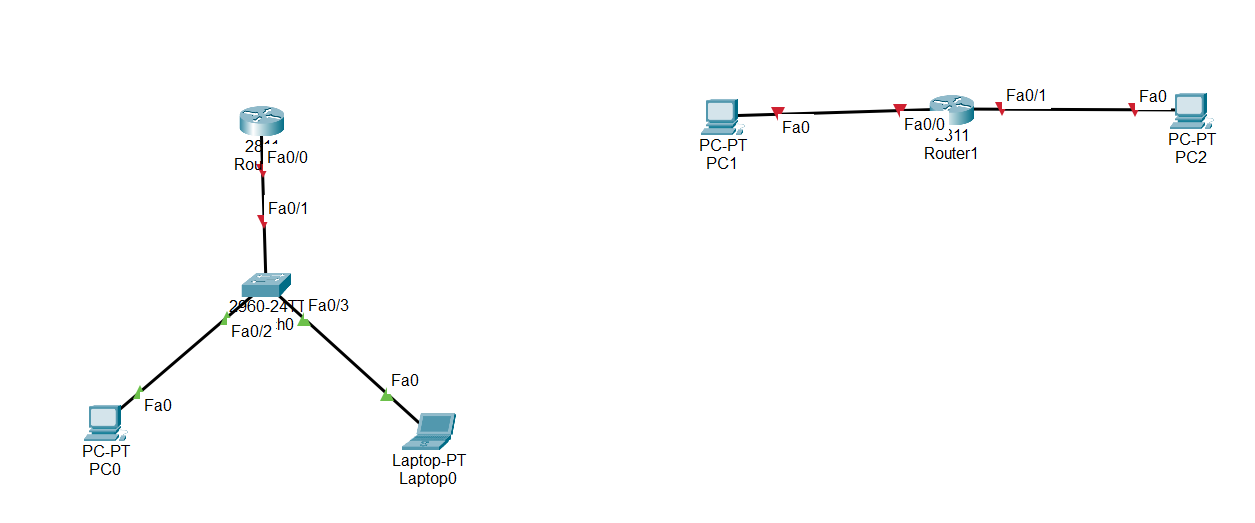 Fa0/0
Fa0/1
Fa0/3
Fa0/2
Fa0
Fa0
PC-PT
PC0
Laptop-PT
Laptop0
Fa0/1
Fa0
Fa0
Fa0/0
PC-PT
PC1
Router1
PC-PT
PC2